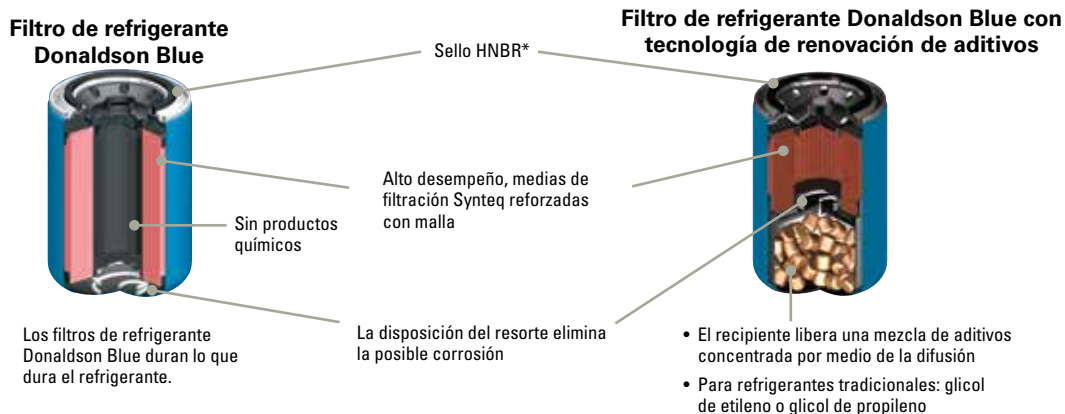 Filtro de refrigerante
Donaldson Blue
Filtro de refrigerante Donaldson Blue con
tecnología de renovación de aditivos
Sello HNBR*
Alto desempeño, medias de
filtración Synteq reforzadas
con malla
Sin productos
químicos
La disposición del resorte elimina
la posible corrosión
Los filtros de refrigerante
Donaldson Blue duran lo que
dura el refrigerante.
• El recipiente libera una mezcla de aditivos
concentrada por medio de la difusión
• Para refrigerantes tradicionales: glicol
de etileno o glicol de propileno